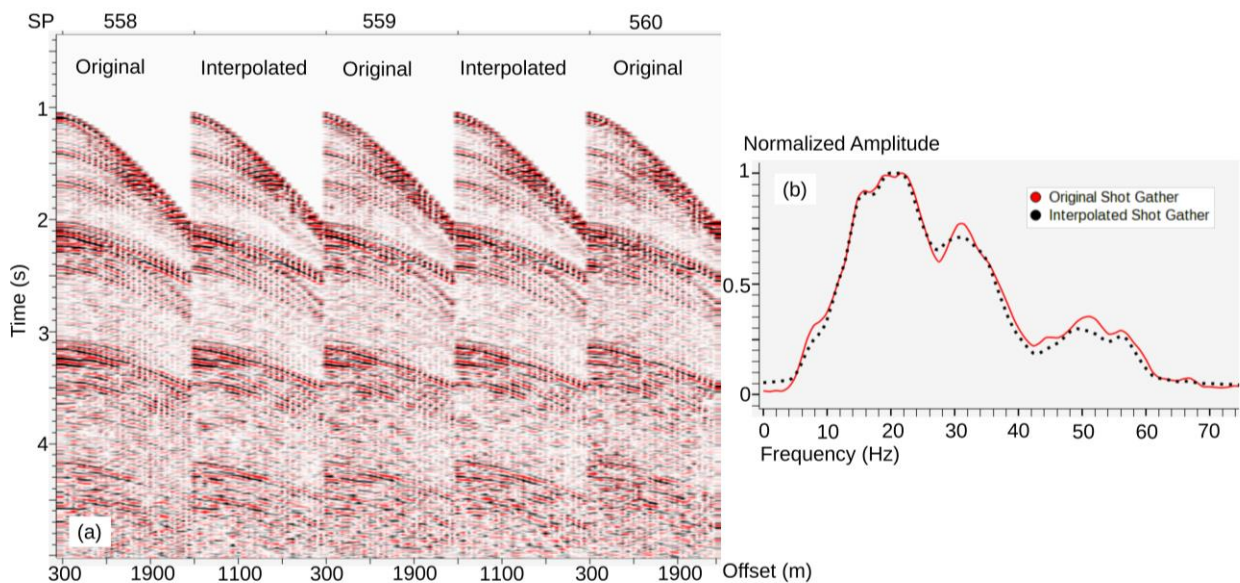 SP 558 559 560
Original Interpolated Original Interpolated Original
1
2
3
4
Time (s)
(a)
300 1900 1100 300 1900 1100 300 1900 Offset (m)
Normalized Amplitude
1
(b)
Original Shot Gather
Interpolated Shot Gather
0.5
0
0 10 20 30 40 50 60 70
Frequency (Hz)